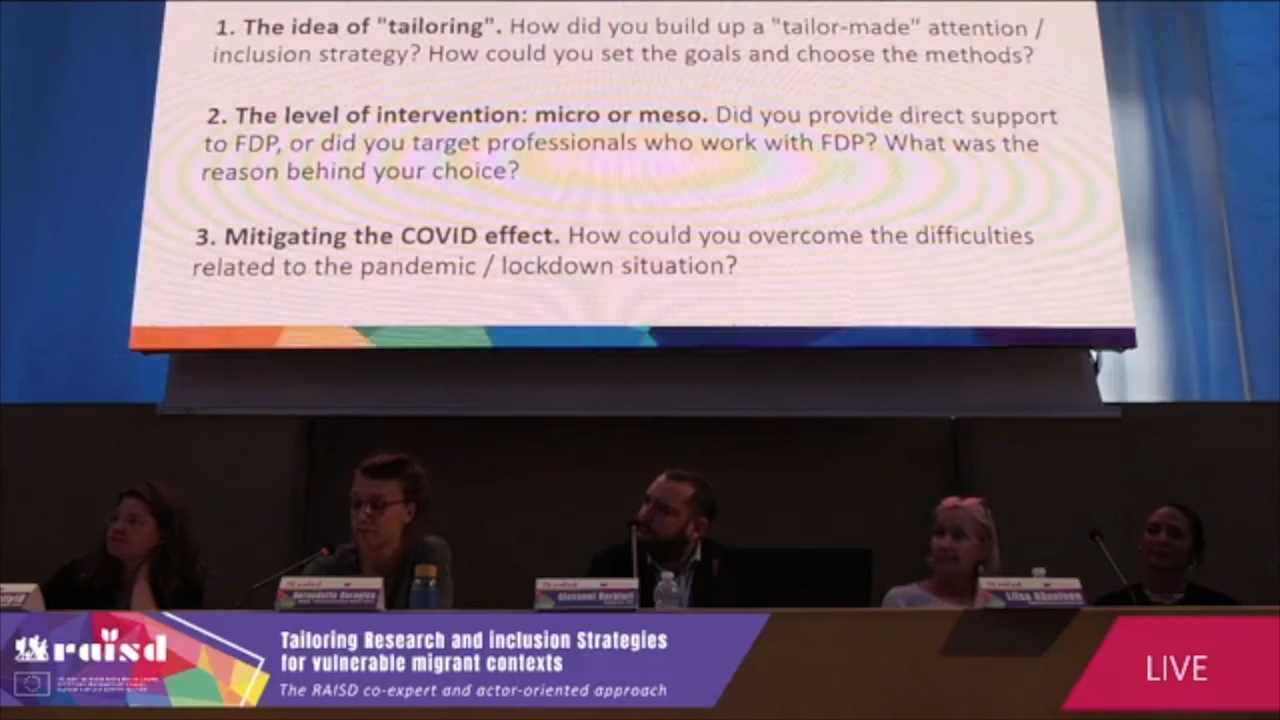 1. The idea of "tailoring". How did you build up a "tailor-made" attention /
inclusion strategy? How could you set the goals and choose the methods?
2. The level of intervention: micro or meso. Did you provide direct support
to FDP, or did you target professionals who work with FDP? What was the
reason behind your choice?
3. Mitigating the COVID effect. How could you overcome the difficulties
related to the pandemic / lockdown situation?
Giovanni
Liisa Hänninen
raisd
Tailoring Research and inclusion Strategies
for vulnerable migrant contexts
The RAISD co-expert and actor-oriented approach
LIVE